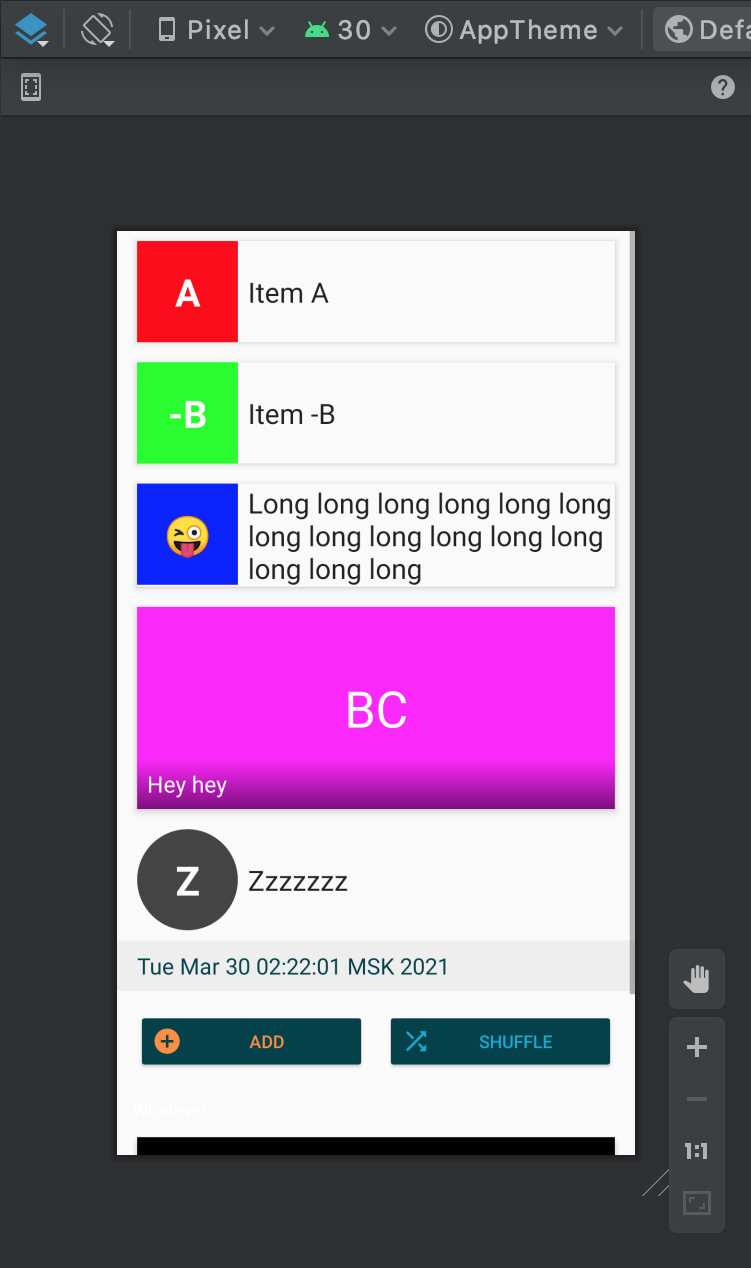 Pixel 30 AppTheme Defa
A
Item A
-B
Item -B
Long long long long long long
long long long long long long
long long long
BC
Hey hey
Z
Zzzzzzz
Tue Mar 30 02:22:01 MSK 2021
ADD
SHUFFLE
Whatever
1:1